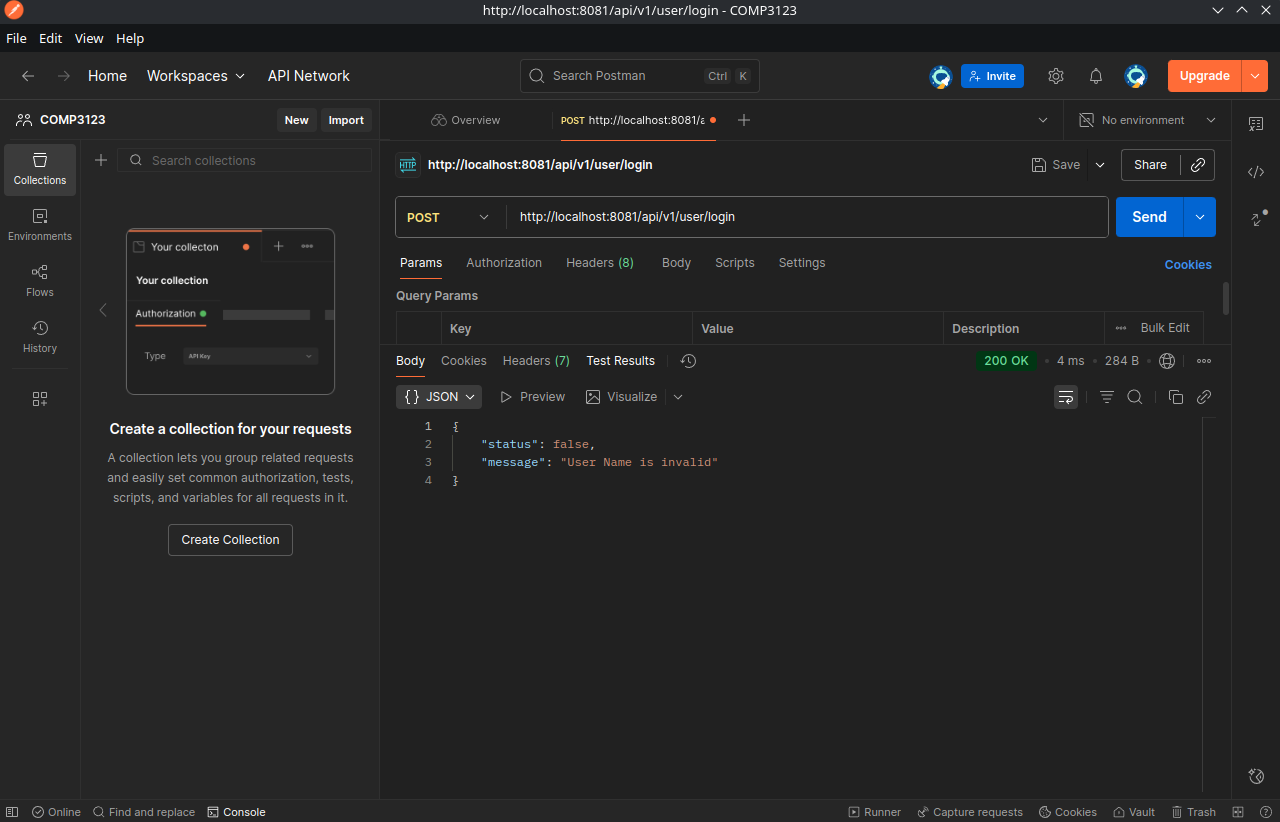 http://localhost:8081/api/v1/user/login - COMP3123
File Edit View Help
Home Workspaces API Network Search Postman Ctrl K Invite Upgrade
COMP3123 New Import Overview POST http://localhost:8081/a No environment
Collections
Environments
Flows
History
Search collections
Your collecton
Your collection
Authorization
Type API Key
Create a collection for your requests
A collection lets you group related requests
and easily set common authorization, tests,
scripts, and variables for all requests in it.
Create Collection
HTTP http://localhost:8081/api/v1/user/login Save Share
POST http://localhost:8081/api/v1/user/login Send
Params Authorization Headers (8) Body Scripts Settings Cookies
Query Params
Key Value Description Bulk Edit
Body Cookies Headers (7) Test Results 200 OK 4 ms 284 B
{ } JSON Preview Visualize
1 {
2 "status": false,
3 "message": "User Name is invalid"
4 }
Online Find and replace Console Runner Capture requests Cookies Vault Trash